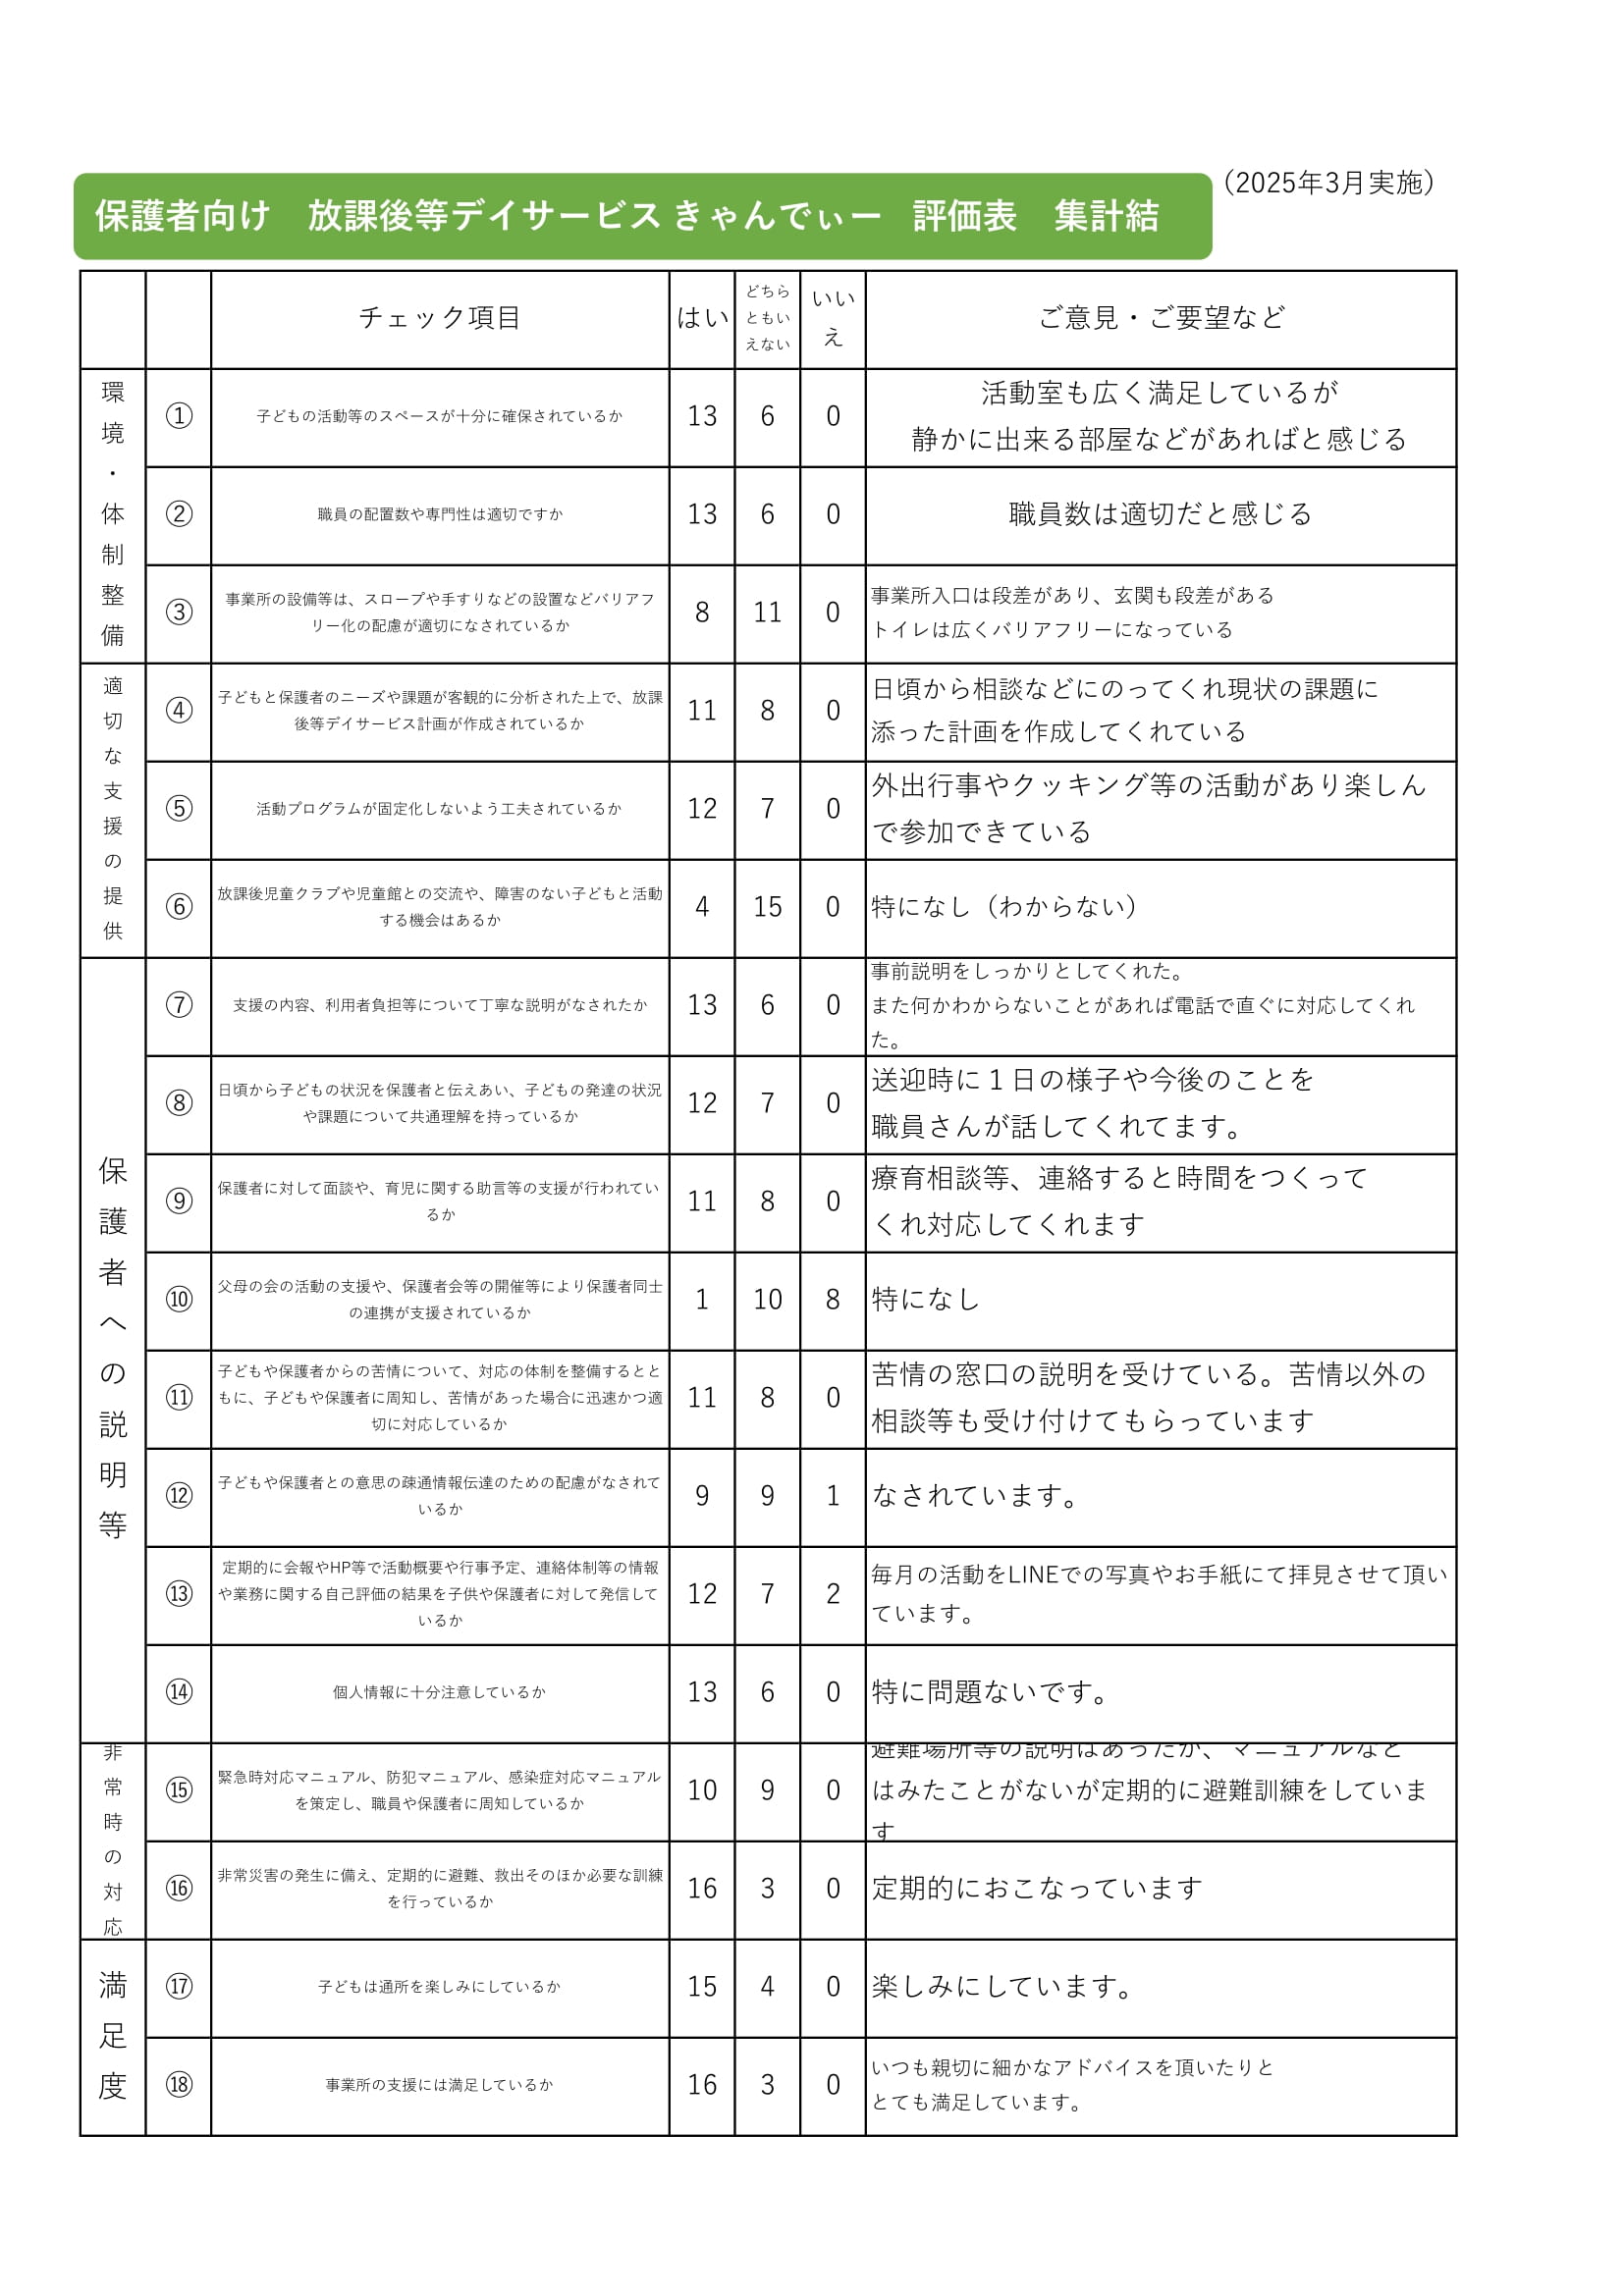 （2025年3月実施）
保護者向け　放課後等デイサービス きゃんでぃー　評価表　集計結
チェック項目
はい
どちら
ともい
えない
いい
え
ご意見・ご要望など
環境・体制整備
①
子どもの活動等のスペースが十分に確保されているか
13
6
0
活動室も広く満足しているが
静かに出来る部屋などがあればと感じる
②
職員の配置数や専門性は適切ですか
13
6
0
職員数は適切だと感じる
③
事業所の設備等は、スロープや手すりなどの設置などバリアフ
リー化の配慮が適切になされているか
8
11
0
事業所入口は段差があり、玄関も段差がある
トイレは広くバリアフリーになっている
適切な支援の提供
④
子どもと保護者のニーズや課題が客観的に分析された上で、放課
後等デイサービス計画が作成されているか
11
8
0
日頃から相談などにのってくれ現状の課題に
添った計画を作成してくれている
⑤
活動プログラムが固定化しないよう工夫されているか
12
7
0
外出行事やクッキング等の活動があり楽しん
で参加できている
⑥
放課後児童クラブや児童館との交流や、障害のない子どもと活動
する機会はあるか
4
15
0
特になし（わからない）
保護者への説明等
⑦
支援の内容、利用者負担等について丁寧な説明がなされたか
13
6
0
事前説明をしっかりとしてくれた。
また何かわからないことがあれば電話で直ぐに対応してくれ
た。
⑧
日頃から子どもの状況を保護者と伝えあい、子どもの発達の状況
や課題について共通理解を持っているか
12
7
0
送迎時に１日の様子や今後のことを
職員さんが話してくれてます。
⑨
保護者に対して面談や、育児に関する助言等の支援が行われてい
るか
11
8
0
療育相談等、連絡すると時間をつくって
くれ対応してくれます
⑩
父母の会の活動の支援や、保護者会等の開催等により保護者同士
の連携が支援されているか
1
10
8
特になし
⑪
子どもや保護者からの苦情について、対応の体制を整備するとと
もに、子どもや保護者に周知し、苦情があった場合に迅速かつ適
切に対応しているか
11
8
0
苦情の窓口の説明を受けている。苦情以外の
相談等も受け付けてもらっています
⑫
子どもや保護者との意思の疎通情報伝達のための配慮がなされて
いるか
9
9
1
なされています。
⑬
定期的に会報やHP等で活動概要や行事予定、連絡体制等の情報
や業務に関する自己評価の結果を子供や保護者に対して発信して
いるか
12
7
2
毎月の活動をLINEでの写真やお手紙にて拝見させて頂い
ています。
⑭
個人情報に十分注意しているか
13
6
0
特に問題ないです。
非常時の対応
⑮
緊急時対応マニュアル、防犯マニュアル、感染症対応マニュアル
を策定し、職員や保護者に周知しているか
10
9
0
避難場所等の説明はあったが、マニュアルなど
はみたことがないが定期的に避難訓練をしていま
す
⑯
非常災害の発生に備え、定期的に避難、救出そのほか必要な訓練
を行っているか
16
3
0
定期的におこなっています
満足度
⑰
子どもは通所を楽しみにしているか
15
4
0
楽しみにしています。
⑱
事業所の支援には満足しているか
16
3
0
いつも親切に細かなアドバイスを頂いたりと
とても満足しています。